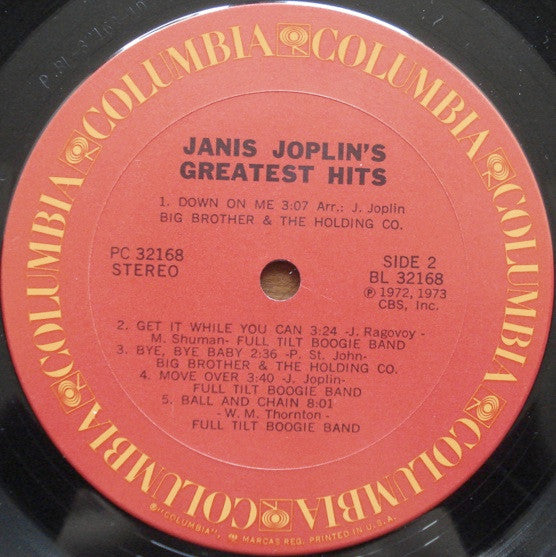 COLUMBIA COLUMBIA COLUMBIA COLUMBIA COLUMBIA COLUMBIA
JANIS JOPLIN'S
GREATEST HITS
1. DOWN ON ME 3:07 Arr.: J. Joplin
BIG BROTHER & THE HOLDING CO.
PC 32168
STEREO
SIDE 2
BL 32168
Ⓟ 1972, 1973
CBS, Inc.
2. GET IT WHILE YOU CAN 3:24 -J. Ragovoy -
M. Shuman- FULL TILT BOOGIE BAND
3. BYE, BYE BABY 2:36 -P. St. John-
BIG BROTHER & THE HOLDING CO.
4. MOVE OVER 3:40 -J. Joplin-
FULL TILT BOOGIE BAND
5. BALL AND CHAIN 8:01
- W. M. Thornton -
FULL TILT BOOGIE BAND
®"COLUMBIA", MARCAS REG. PRINTED IN U.S.A.